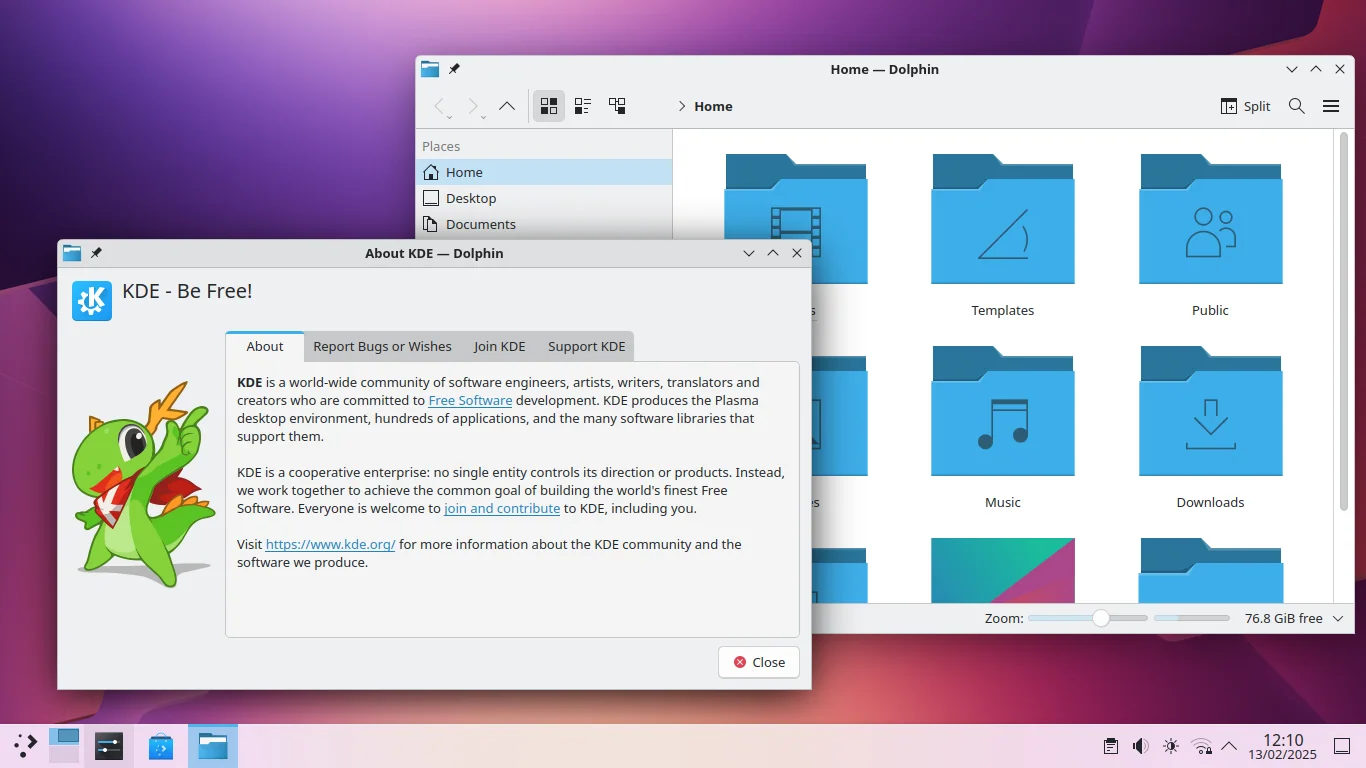 Home — Dolphin
Home
Split
Places
Home
Desktop
Documents
Templates
Public
Music
Downloads
Zoom:
76.8 GiB free
About KDE — Dolphin
KDE - Be Free!
About
Report Bugs or Wishes
Join KDE
Support KDE
KDE is a world-wide community of software engineers, artists, writers, translators and
creators who are committed to Free Software development. KDE produces the Plasma
desktop environment, hundreds of applications, and the many software libraries that
support them.
KDE is a cooperative enterprise: no single entity controls its direction or products. Instead,
we work together to achieve the common goal of building the world's finest Free
Software. Everyone is welcome to join and contribute to KDE, including you.
Visit https://www.kde.org/ for more information about the KDE community and the
software we produce.
Close
12:10
13/02/2025